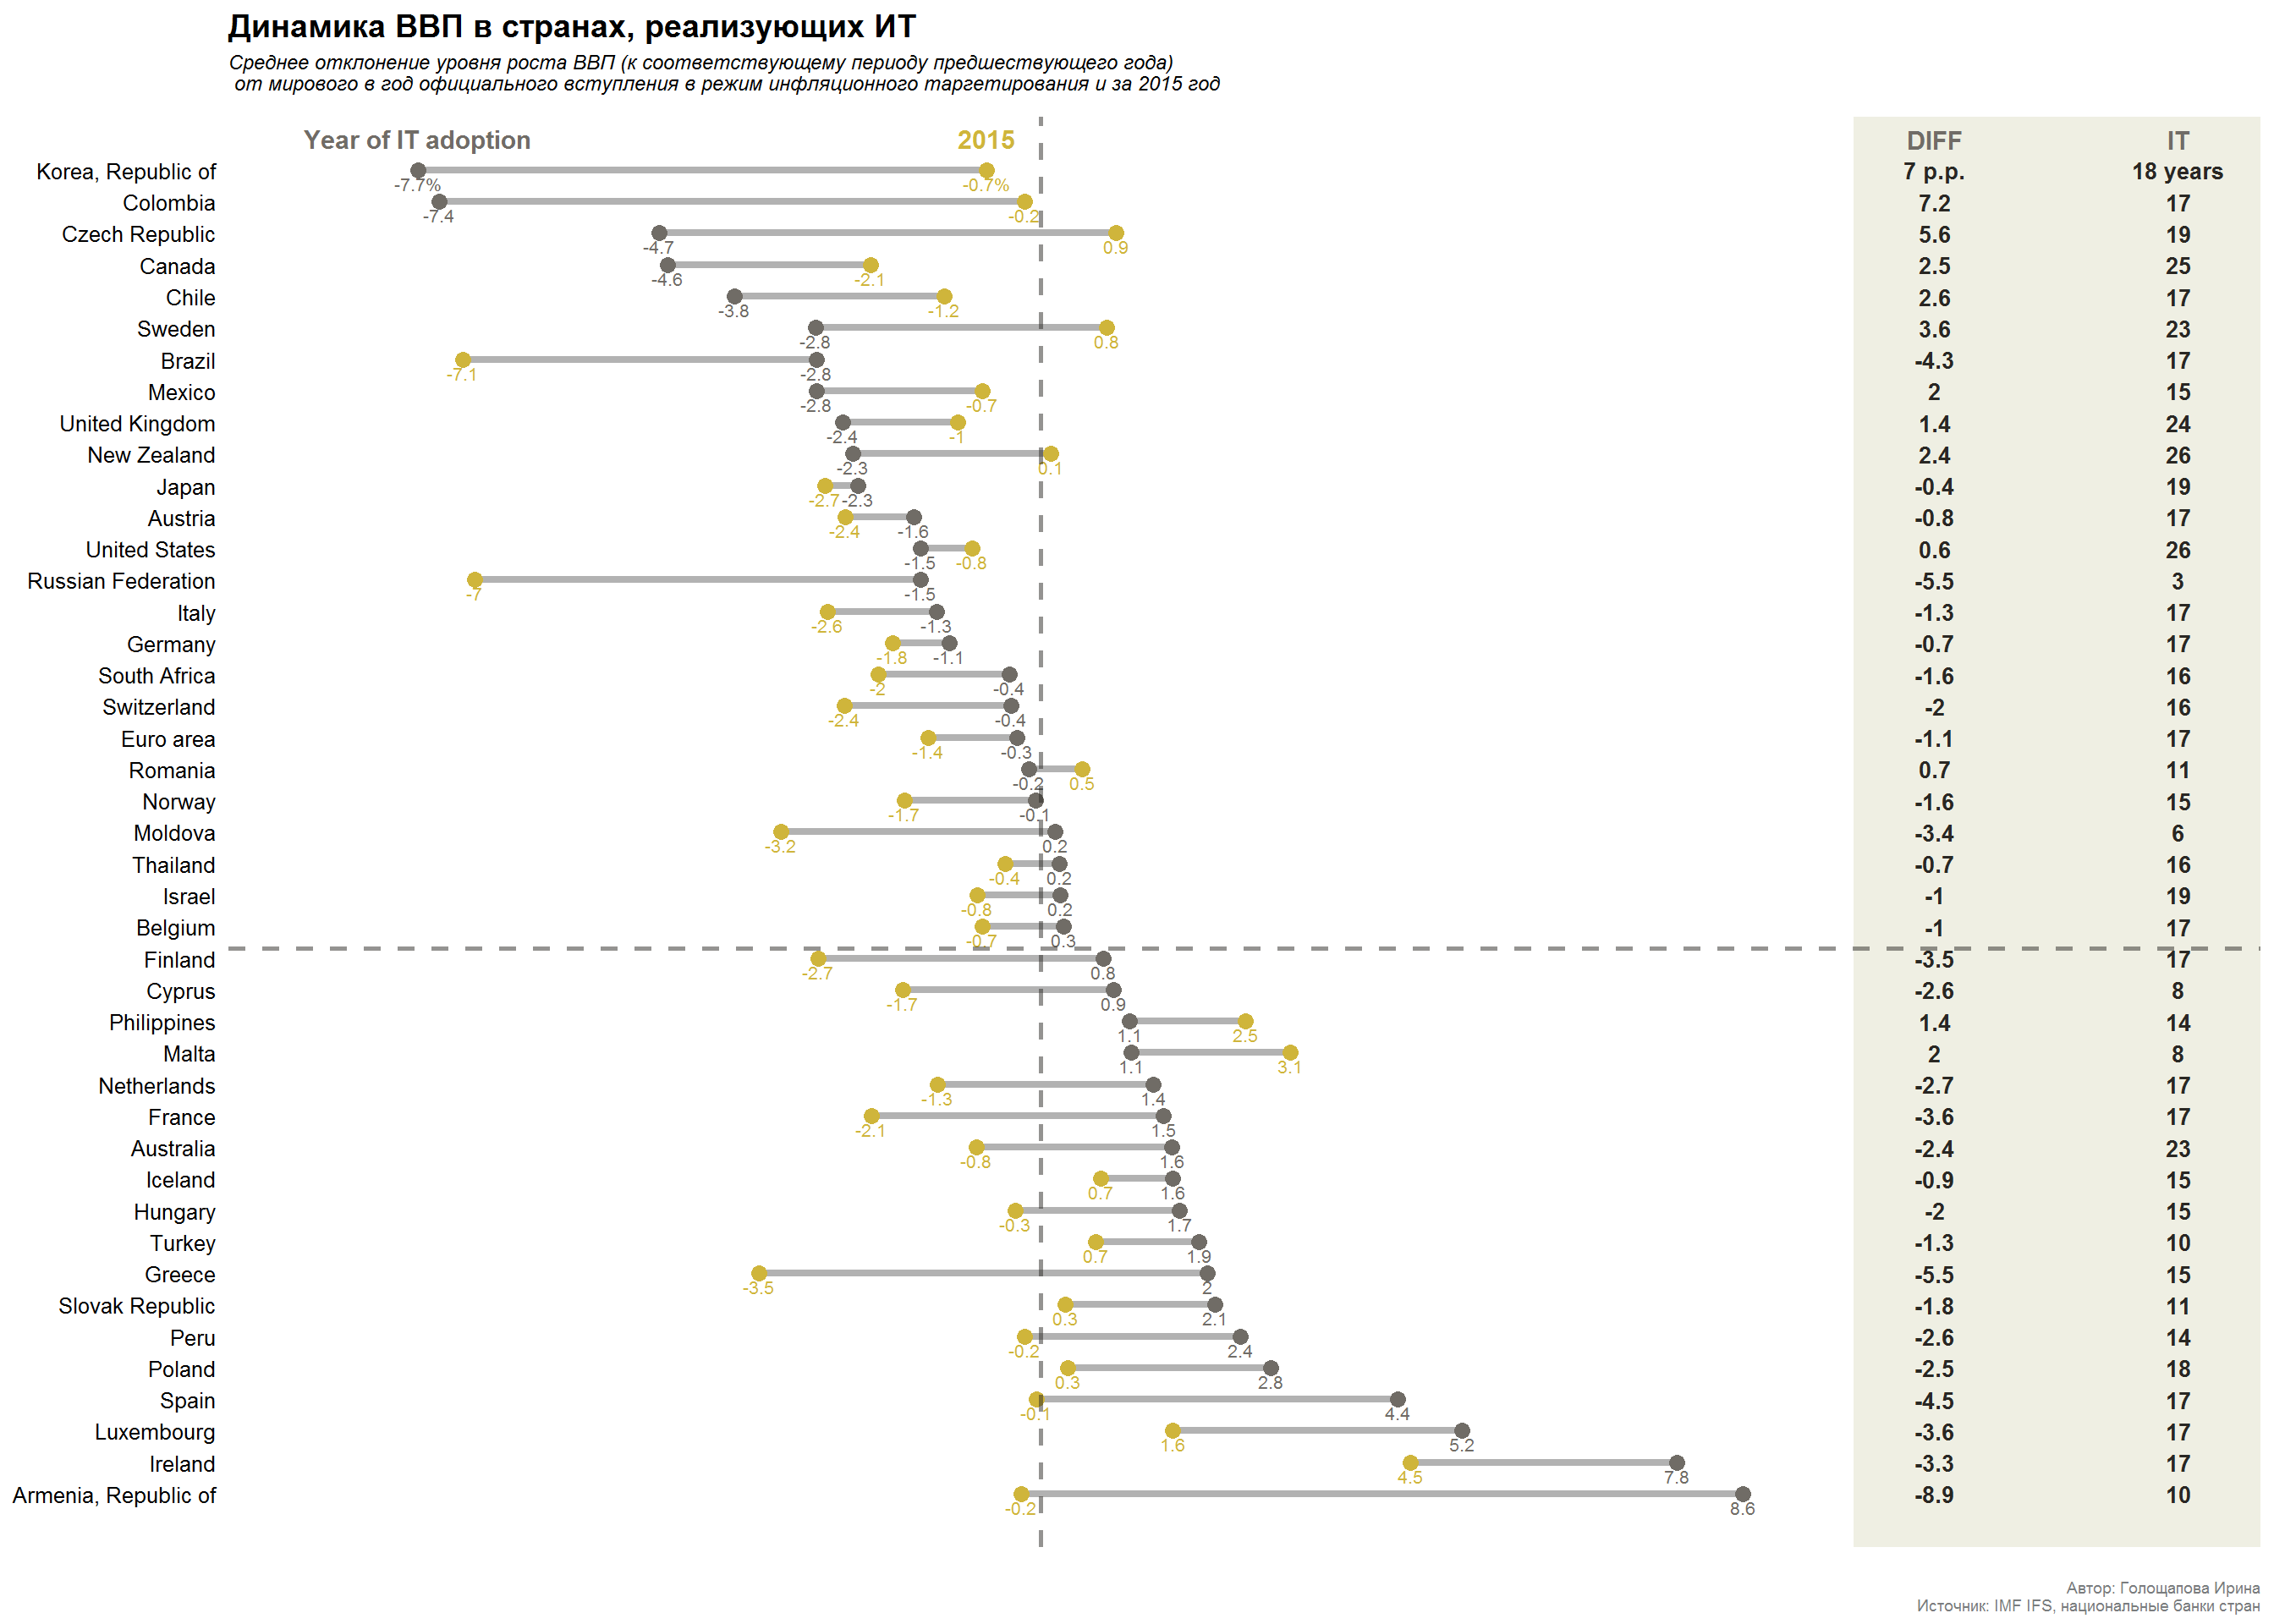 Динамика ВВП в странах, реализующих ИТ
Среднее отклонение уровня роста ВВП (к соответствующему периоду предшествующего года)
от мирового в год официального вступления в режим инфляционного таргетирования и за 2015 год
Year of IT adoption 2015 DIFF IT
Korea, Republic of -7.7% -0.7% 7 p.p. 18 years
Colombia -7.4 -0.2 7.2 17
Czech Republic -4.7 0.9 5.6 19
Canada -4.6 -2.1 2.5 25
Chile -3.8 -1.2 2.6 17
Sweden -2.8 0.8 3.6 23
Brazil -7.1 -2.8 -4.3 17
Mexico -2.8 -0.7 2 15
United Kingdom -2.4 -1 1.4 24
New Zealand -2.3 0.1 2.4 26
Japan -2.7 -2.3 -0.4 19
Austria -2.4 -1.6 -0.8 17
United States -1.5 -0.8 0.6 26
Russian Federation -7 -1.5 -5.5 3
Italy -2.6 -1.3 -1.3 17
Germany -1.8 -1.1 -0.7 17
South Africa -2 -0.4 -1.6 16
Switzerland -2.4 -0.4 -2 16
Euro area -1.4 -0.3 -1.1 17
Romania -0.2 0.5 0.7 11
Norway -1.7 -0.1 -1.6 15
Moldova -3.2 0.2 -3.4 6
Thailand -0.4 0.2 -0.7 16
Israel -0.8 0.2 -1 19
Belgium -0.7 0.3 -1 17
Finland -2.7 0.8 -3.5 17
Cyprus -1.7 0.9 -2.6 8
Philippines 1.1 2.5 1.4 14
Malta 1.1 3.1 2 8
Netherlands -1.3 1.4 -2.7 17
France -2.1 1.5 -3.6 17
Australia -0.8 1.6 -2.4 23
Iceland 0.7 1.6 -0.9 15
Hungary -0.3 1.7 -2 15
Turkey 0.7 1.9 -1.3 10
Greece -3.5 2 -5.5 15
Slovak Republic 0.3 2.1 -1.8 11
Peru -0.2 2.4 -2.6 14
Poland 0.3 2.8 -2.5 18
Spain -0.1 4.4 -4.5 17
Luxembourg 1.6 5.2 -3.6 17
Ireland 4.5 7.8 -3.3 17
Armenia, Republic of -0.2 8.6 -8.9 10
Автор: Голощапова Ирина
Источник: IMF IFS, национальные банки стран